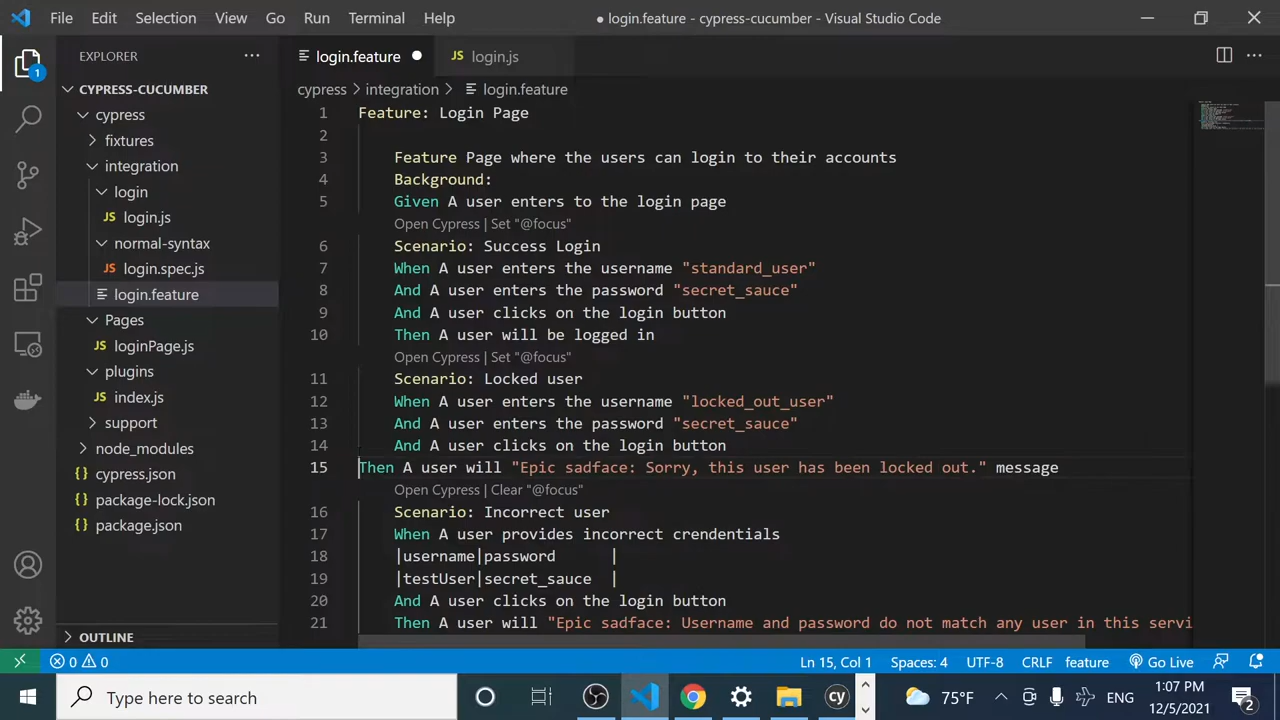 File Edit Selection View Go Run Terminal Help ● login.feature - cypress-cucumber - Visual Studio Code
1
EXPLORER ...
CYPRESS-CUCUMBER
cypress
fixtures
integration
login
JS login.js
normal-syntax
JS login.spec.js
login.feature
Pages
JS loginPage.js
plugins
JS index.js
support
node_modules
{} cypress.json
{} package-lock.json
{} package.json
OUTLINE
login.feature ● JS login.js
cypress > integration > login.feature
1 Feature: Login Page
2
3 Feature Page where the users can login to their accounts
4 Background:
5 Given A user enters to the login page
Open Cypress | Set "@focus"
6 Scenario: Success Login
7 When A user enters the username "standard_user"
8 And A user enters the password "secret_sauce"
9 And A user clicks on the login button
10 Then A user will be logged in
Open Cypress | Set "@focus"
11 Scenario: Locked user
12 When A user enters the username "locked_out_user"
13 And A user enters the password "secret_sauce"
14 And A user clicks on the login button
15 Then A user will "Epic sadface: Sorry, this user has been locked out." message
Open Cypress | Clear "@focus"
16 Scenario: Incorrect user
17 When A user provides incorrect crendentials
18 |username|password |
19 |testUser|secret_sauce |
20 And A user clicks on the login button
21 Then A user will "Epic sadface: Username and password do not match any user in this servi
0 0 Ln 15, Col 1 Spaces: 4 UTF-8 CRLF feature Go Live
Type here to search cy 75°F ENG 1:07 PM
12/5/2021 2